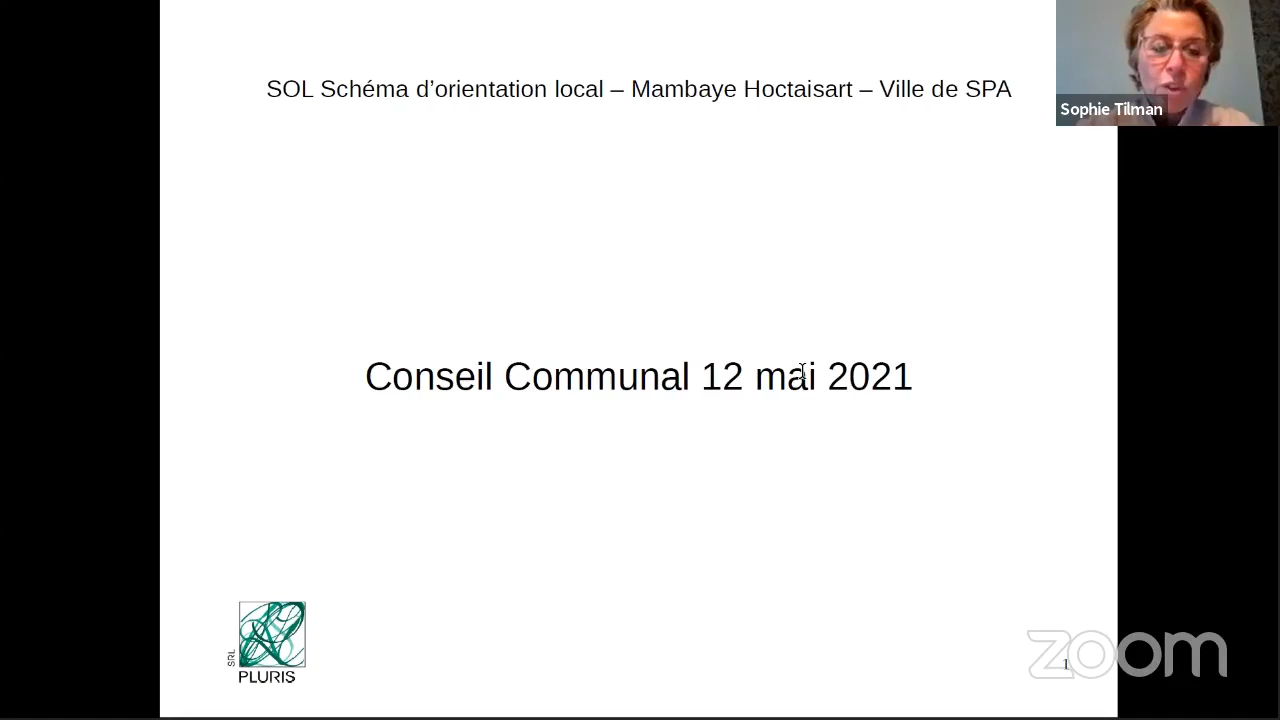 SOL Schéma d’orientation local – Mambaye Hoctaisart – Ville de SPA
Sophie Tilman
Conseil Communal 12 mai 2021
SRL
PLURIS
1
zoom